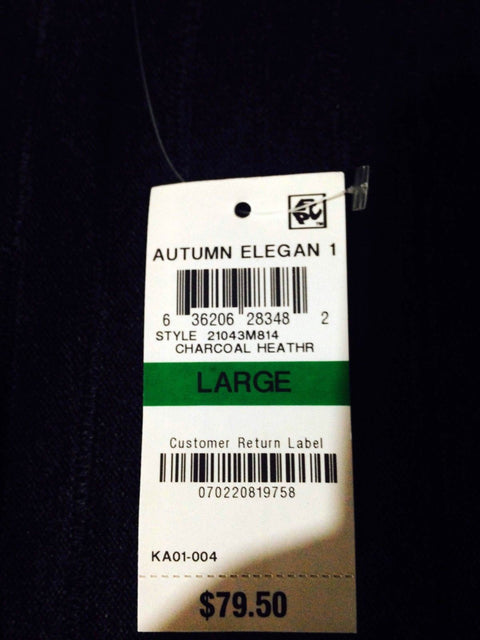 AUTUMN ELEGAN 1
6 36206 28348 2
STYLE 21043M814
CHARCOAL HEATHR
LARGE
Customer Return Label
070220819758
KA01-004
$79.50